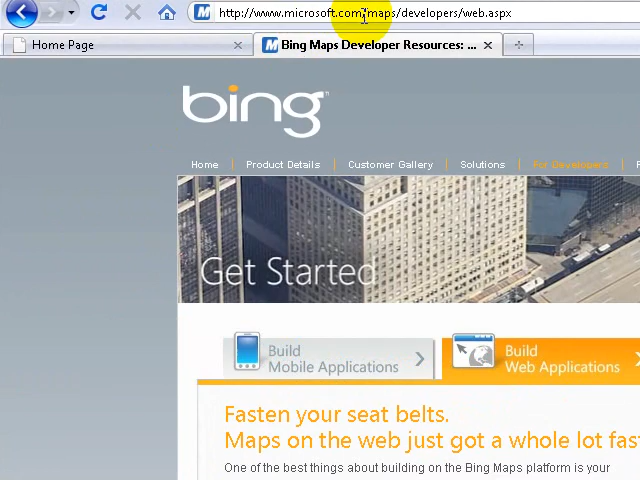 http://www.microsoft.com/maps/developers/web.aspx
Home Page
Bing Maps Developer Resources: ...
bing
Home | Product Details | Customer Gallery | Solutions | For Developers |
Get Started
Build
Mobile Applications
Build
Web Applications
Fasten your seat belts.
Maps on the web just got a whole lot fast
One of the best things about building on the Bing Maps platform is your